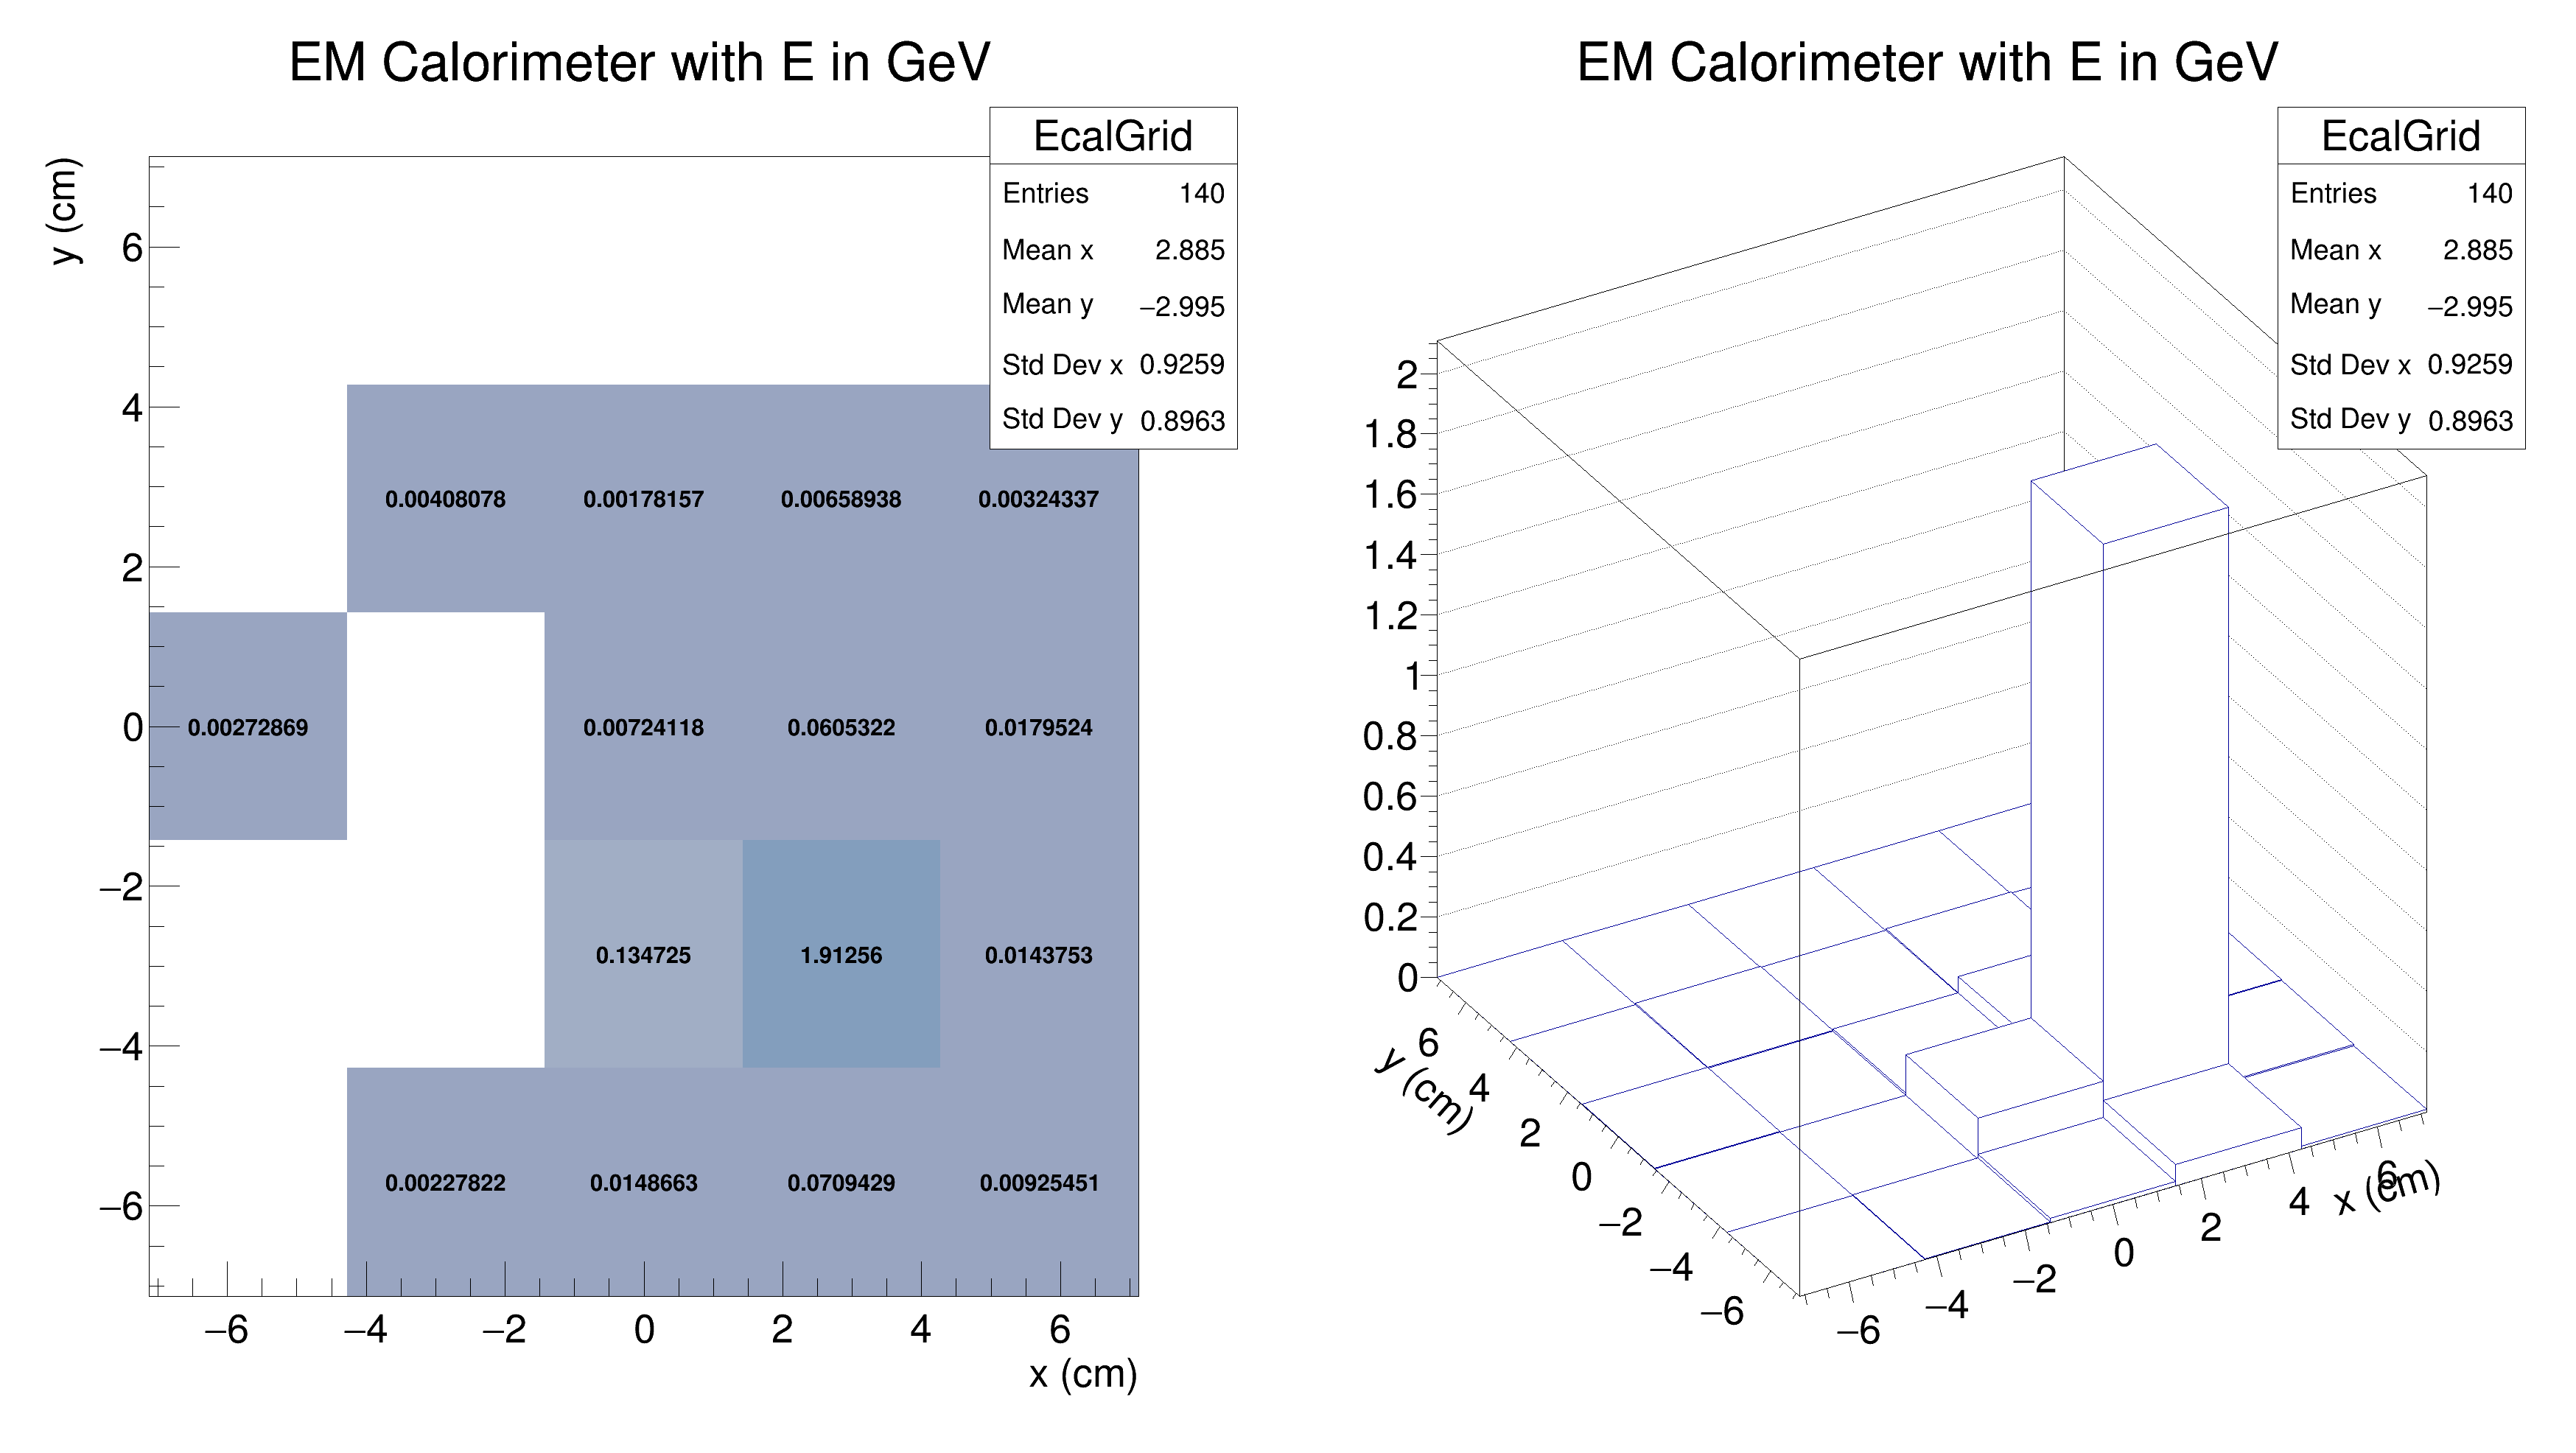 EM Calorimeter with E in GeV
EcalGrid
Entries 140
Mean x 2.885
Mean y −2.995
Std Dev x 0.9259
Std Dev y 0.8963
y (cm)
6
4
2
0
−2
−4
−6
0.00408078 0.00178157 0.00658938 0.00324337
0.00272869 0.00724118 0.0605322 0.0179524
0.134725 1.91256 0.0143753
0.00227822 0.0148663 0.0709429 0.00925451
−6 −4 −2 0 2 4 6
x (cm)
EM Calorimeter with E in GeV
EcalGrid
Entries 140
Mean x 2.885
Mean y −2.995
Std Dev x 0.9259
Std Dev y 0.8963
2
1.8
1.6
1.4
1.2
1
0.8
0.6
0.4
0.2
0
y (cm)
6
4
2
0
−2
−4
−6
−6
−4
−2
0
2
4
6
x (cm)